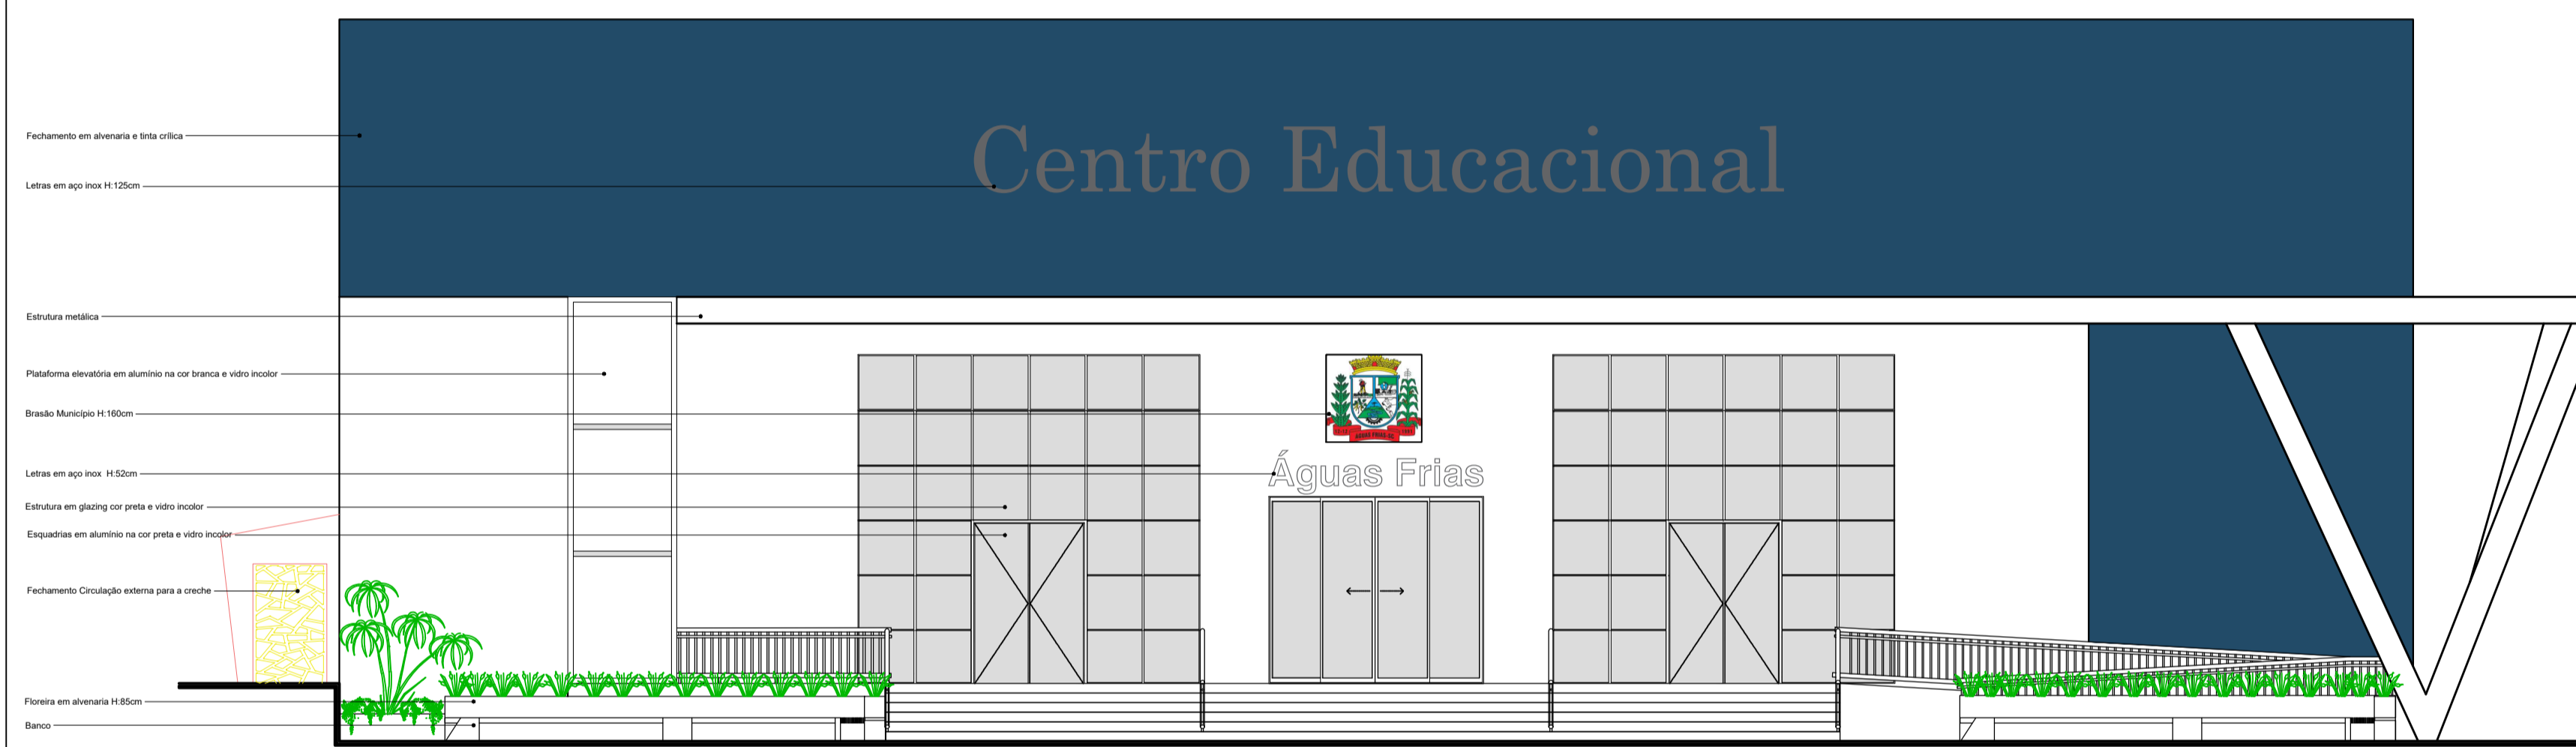 Centro Educacional
Fechamento em alvenaria e tinta crílica
Letras em aço inox H:125cm
Estrutura metálica
Plataforma elevatória em alumínio na cor branca e vidro incolor
Brasão Município H:160cm
ÁGUAS FRIAS-SC
Águas Frias
Letras em aço inox H:52cm
Estrutura em glazing cor preta e vidro incolor
Esquadrias em alumínio na cor preta e vidro incolor
Fechamento Circulação externa para a creche
Floreira em alvenaria H:85cm
Banco